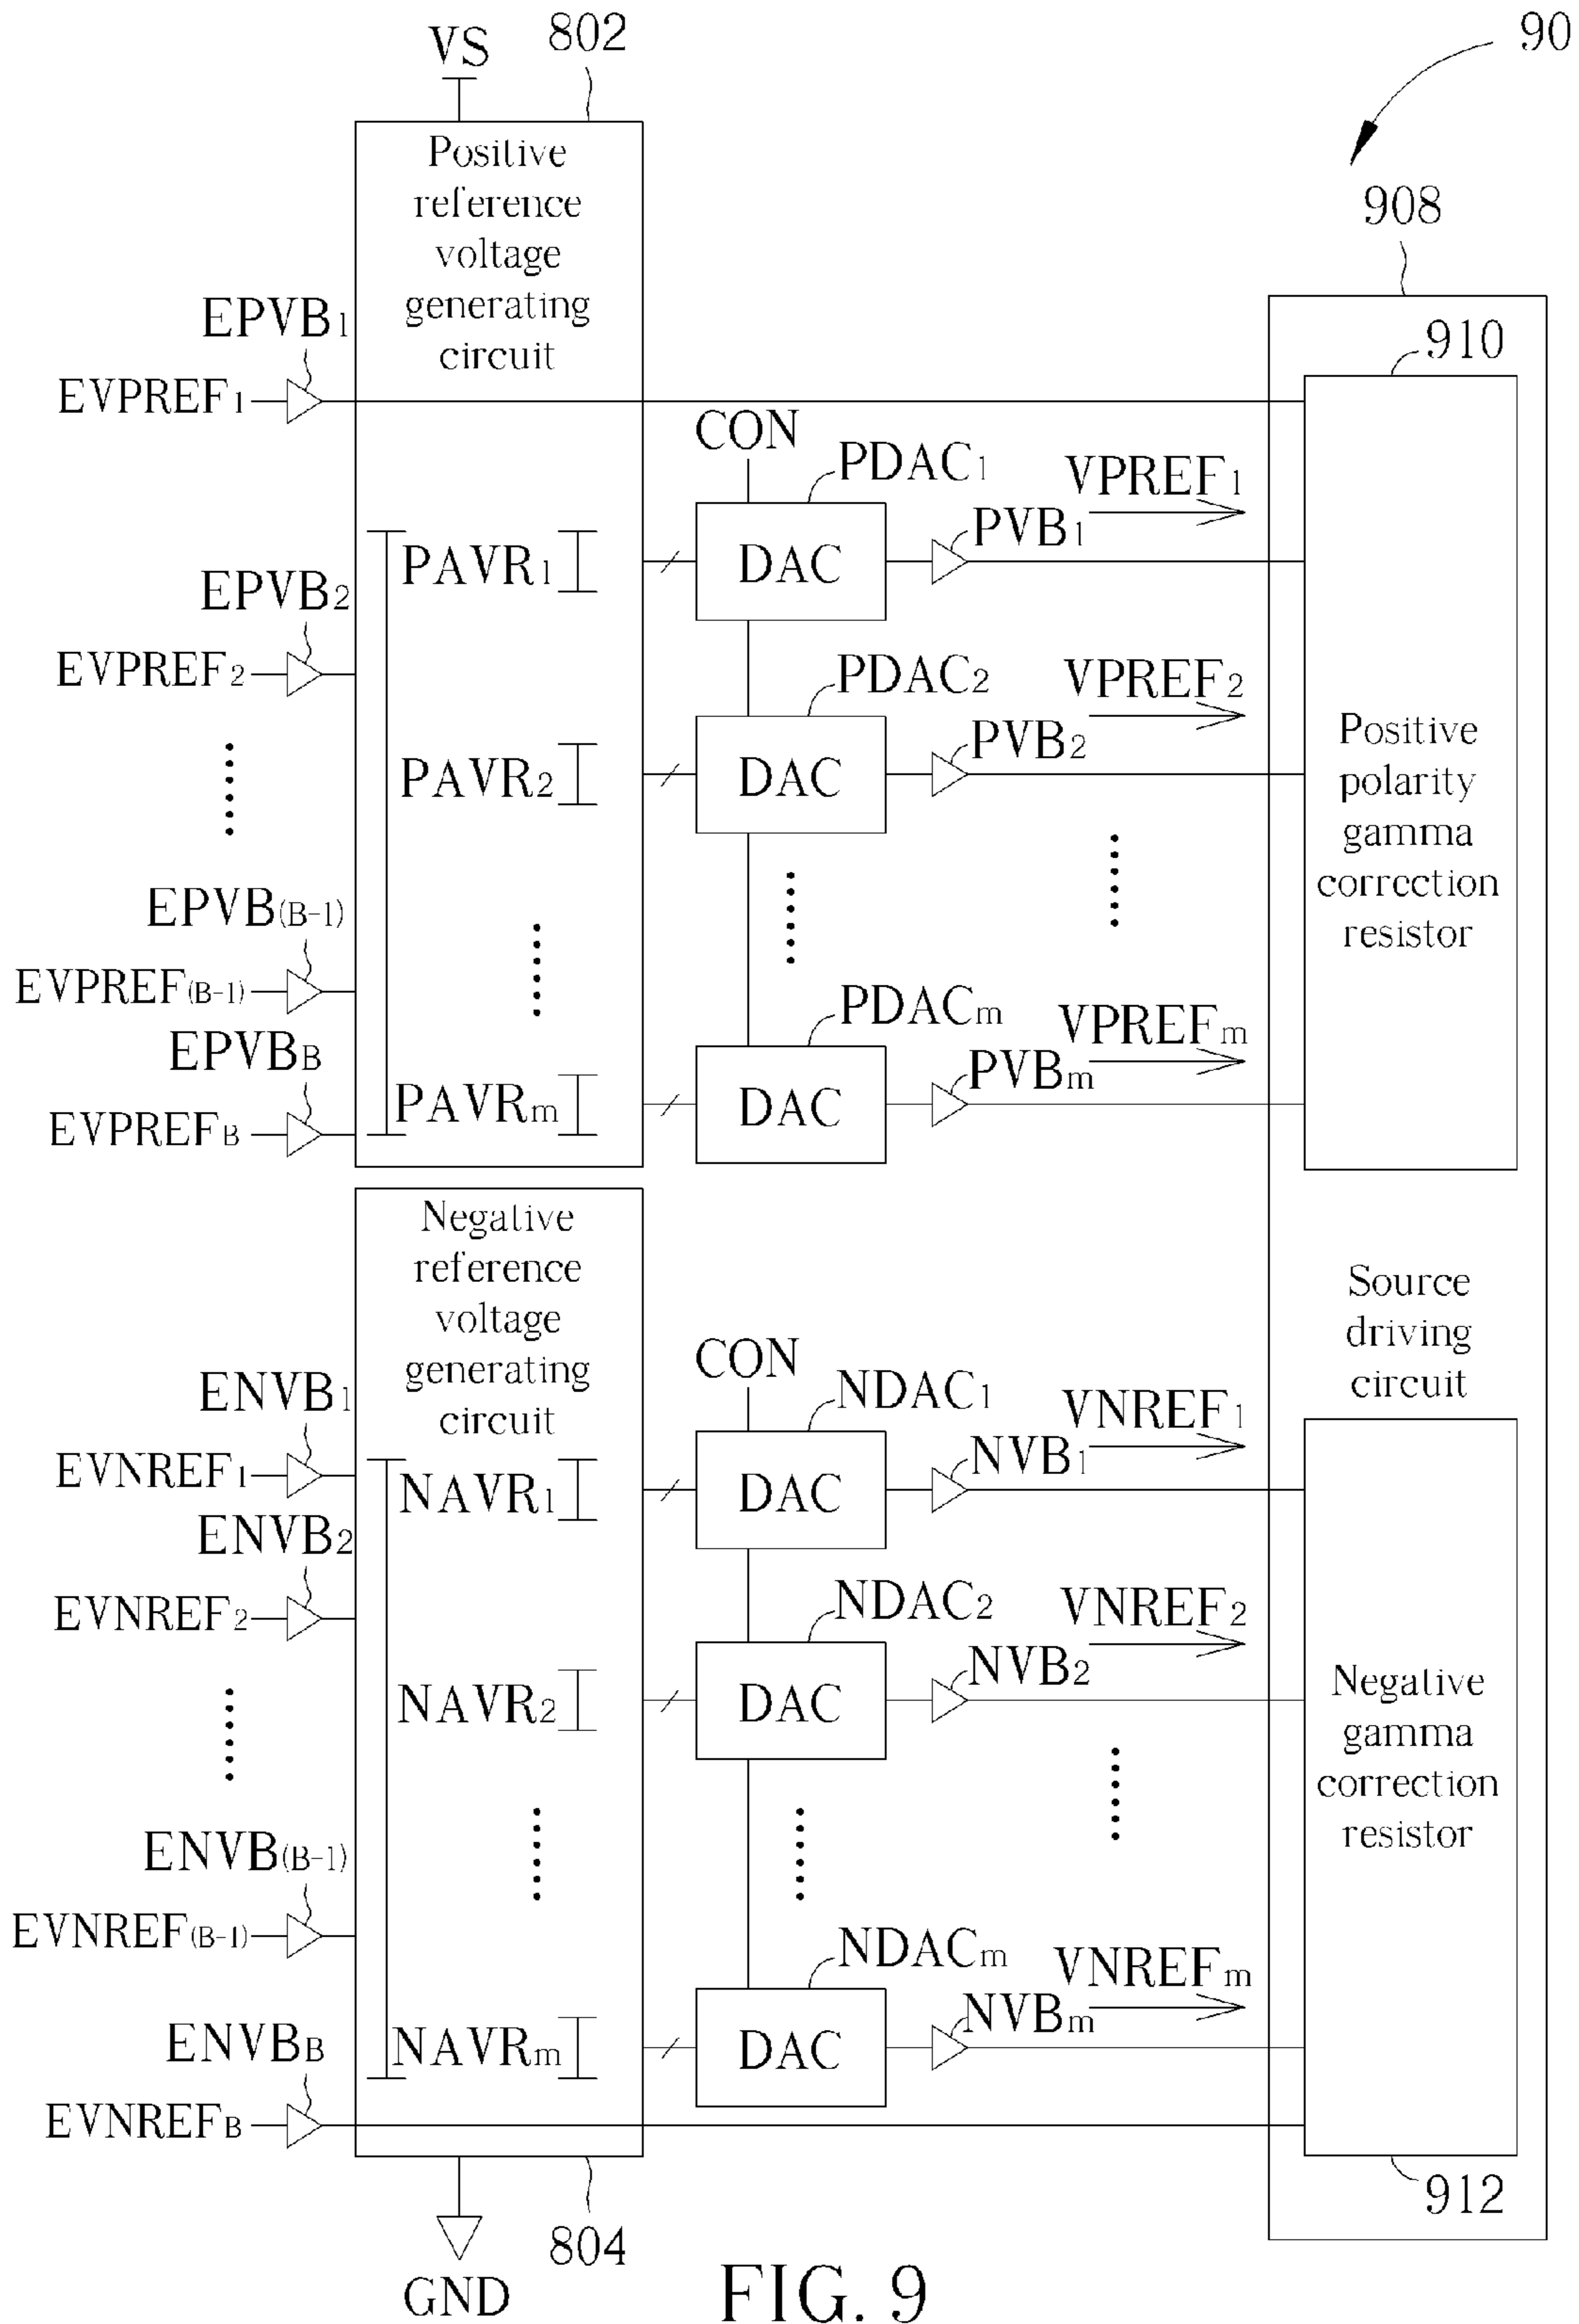 VS
802
90
Positive
reference
voltage
generating
circuit
908
910
EPVB1
EVPREF1
CON
PDAC1
VPREF1
PVB1
PAVR1
DAC
EPVB2
EVPREF2
PDAC2
VPREF2
PVB2
PAVR2
DAC
Positive
polarity
gamma
correction
resistor
EPVB(B-1)
EVPREF(B-1)
PDACm
VPREFm
EPVBB
PVBm
PAVRm
DAC
EVPREFB
Negative
reference
voltage
generating
circuit
Source
driving
circuit
CON
ENVB1
NDAC1
VNREF1
EVNREF1
NVB1
NAVR1
DAC
ENVB2
EVNREF2
NDAC2
VNREF2
NVB2
NAVR2
DAC
Negative
gamma
correction
resistor
ENVB(B-1)
EVNREF(B-1)
NDACm
VNREFm
NVBm
ENVBB
NAVRm
DAC
EVNREFB
912
804
GND
FIG. 9